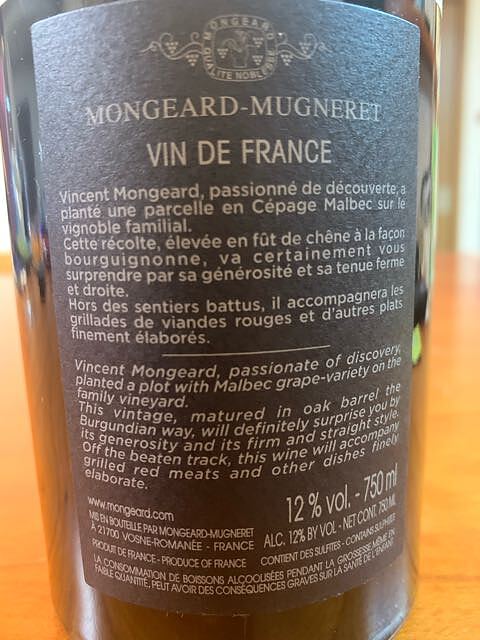 MONGEARD
QUALITE NOBLESSE
MONGEARD-MUGNERET
VIN DE FRANCE
Vincent Mongeard, passionné de découverte, a
planté une parcelle en Cépage Malbec sur le
vignoble familial.
Cette récolte, élevée en fût de chêne à la façon
bourguignonne, va certainement vous
surprendre par sa générosité et sa tenue ferme
et droite.
Hors des sentiers battus, il accompagnera les
grillades de viandes rouges et d'autres plats
finement élaborés.
Vincent Mongeard, passionate of discovery,
planted a plot with Malbec grape-variety on the
family vineyard.
This vintage, matured in oak barrel the
Burgundian way, will definitely surprise you by
its generosity and its firm and straight style.
Off the beaten track, this wine will accompany
grilled red meats and other dishes finely
elaborate.
www.mongeard.com
12 % vol. - 750 ml
MIS EN BOUTEILLE PAR MONGEARD-MUGNERET
À 21700 VOSNE-ROMANÉE - FRANCE
ALC. 12% BY VOL - NET CONT. 750 ML
PRODUIT DE FRANCE - PRODUCE OF FRANCE
CONTIENT DES SULFITES - CONTAINS SULPHITE
LA CONSOMMATION DE BOISSONS ALCOOLISÉES PENDANT LA GROSSESSE, MÊME EN
FAIBLE QUANTITÉ, PEUT AVOIR DES CONSÉQUENCES GRAVES SUR LA SANTÉ DE L'ENFANT